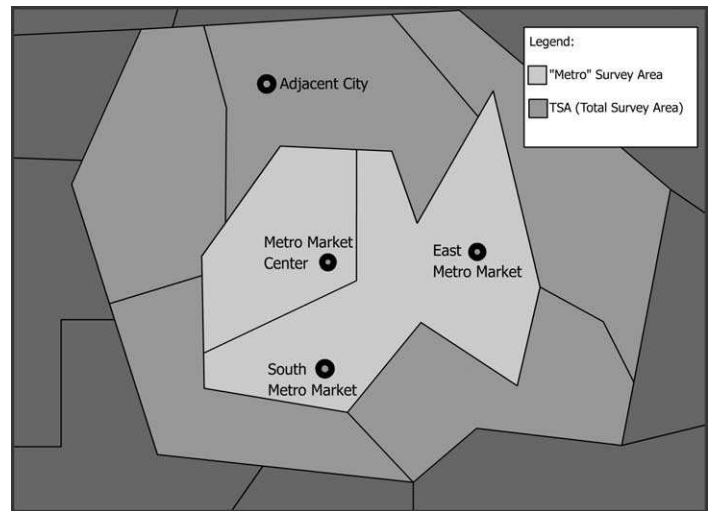 Legend:
"Metro" Survey Area
TSA (Total Survey Area)
Adjacent City
Metro Market
Center
East
Metro Market
South
Metro Market